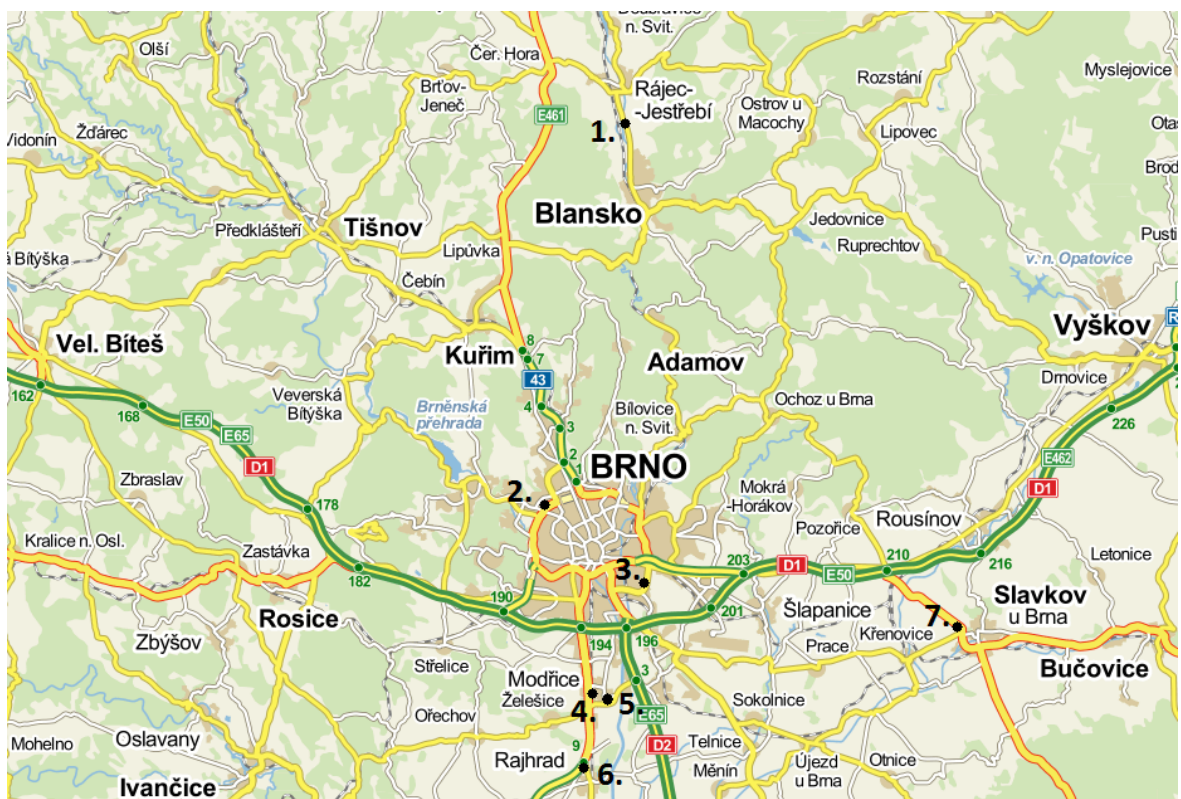 Doubravice
n. Svit.
Olší
Čer. Hora
Rozstání
Myslejovice
Brťov-
Jeneč
Rájec-
-Jestřebí
Ostrov u
Macochy
E461
1.
Vidonín
Žďárec
Lipovec
Blansko
Předklášteří
Tišnov
Lipůvka
Jedovnice
Ruprechtov
Pusti
á Bítýška
Čebín
v. n. Opatovice
Vel. Bíteš
8
Kuřim
7
Adamov
Vyškov
R
43
Drnovice
162
168
Veverská
Bítýška
Brněnská
přehrada
4
3
Bílovice
n. Svit.
Ochoz u Brna
226
E50
E65
D1
2
1
BRNO
E462
D1
Zbraslav
178
2.
Mokrá
-Horákov
Pozořice
Rousínov
Kralice n. Osl.
Zastávka
182
3.
203
D1
E50
210
216
Letonice
190
201
Rosice
Šlapanice
Slavkov
u Brna
7.
Zbýšov
194
196
Křenovice
Prace
Střelice
Modřice
Želešice
3
Bučovice
Sokolnice
4.
5.
E65
Ořechov
Mohelno
Oslavany
9
Rajhrad
6.
D2
Telnice
Měnín
Újezd
u Brna
Otnice
Ivančice